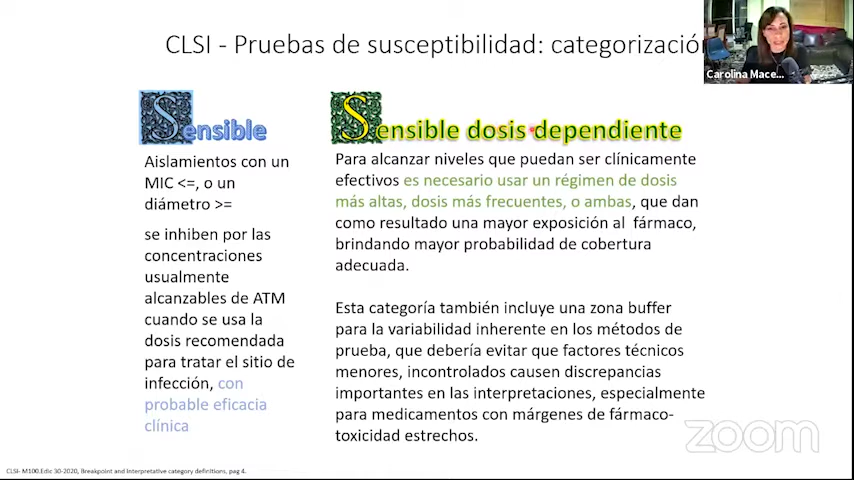 CLSI - Pruebas de susceptibilidad: categorizació
Carolina Mace...
Sensible
Aislamientos con un
MIC <=, o un
diámetro >=
se inhiben por las
concentraciones
usualmente
alcanzables de ATM
cuando se usa la
dosis recomendada
para tratar el sitio de
infección, con
probable eficacia
clínica
Sensible dosis dependiente
Para alcanzar niveles que puedan ser clínicamente
efectivos es necesario usar un régimen de dosis
más altas, dosis más frecuentes, o ambas, que dan
como resultado una mayor exposición al fármaco,
brindando mayor probabilidad de cobertura
adecuada.
Esta categoría también incluye una zona buffer
para la variabilidad inherente en los métodos de
prueba, que debería evitar que factores técnicos
menores, incontrolados causen discrepancias
importantes en las interpretaciones, especialmente
para medicamentos con márgenes de fármaco-
toxicidad estrechos.
zoom
CLSI- M100.Edic 30-2020, Breakpoint and Interpretative category definitions, pag 4.